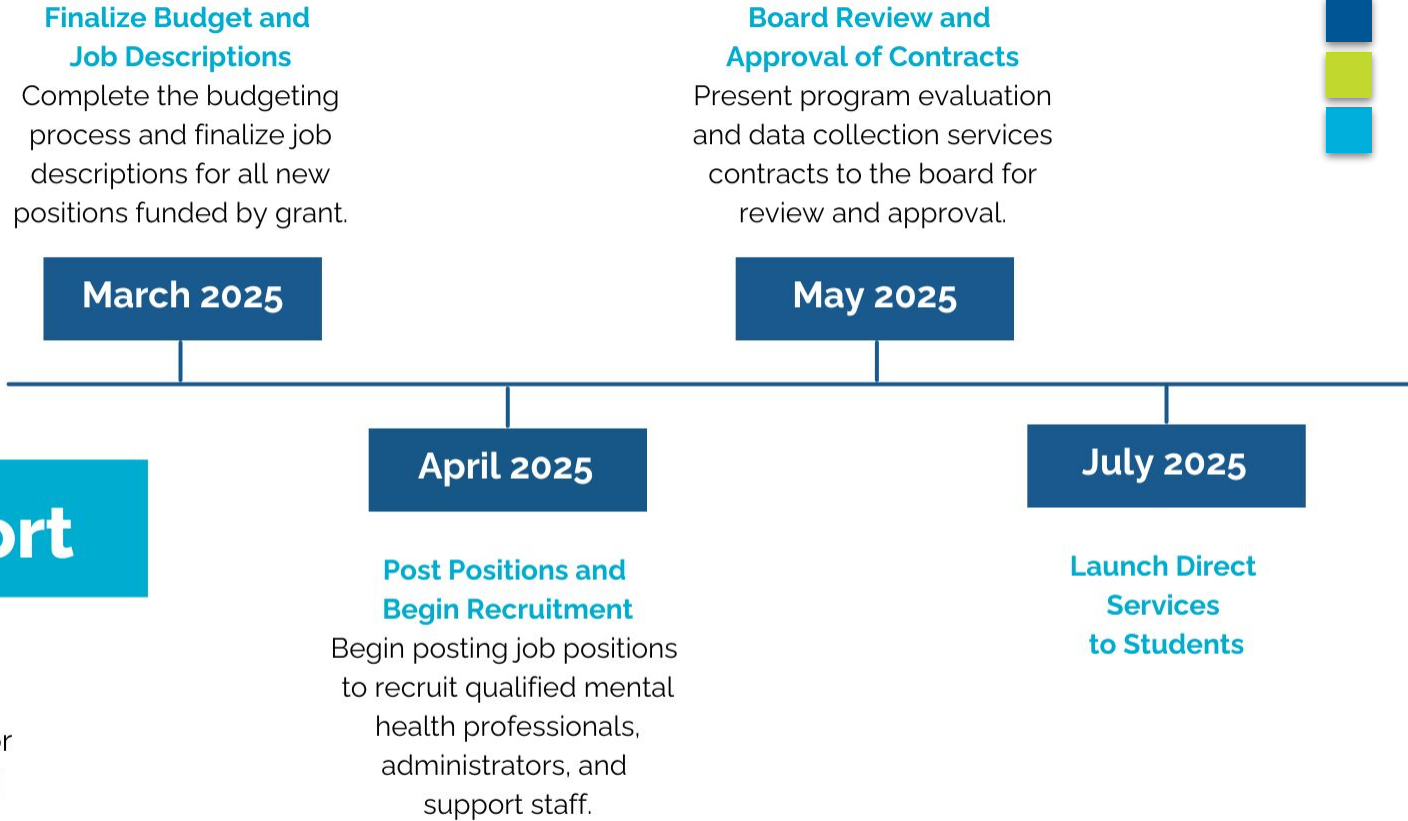 Finalize Budget and
Job Descriptions
Complete the budgeting
process and finalize job
descriptions for all new
positions funded by grant.
March 2025
Board Review and
Approval of Contracts
Present program evaluation
and data collection services
contracts to the board for
review and approval.
May 2025
April 2025
Post Positions and
Begin Recruitment
Begin posting job positions
to recruit qualified mental
health professionals,
administrators, and
support staff.
July 2025
Launch Direct
Services
to Students